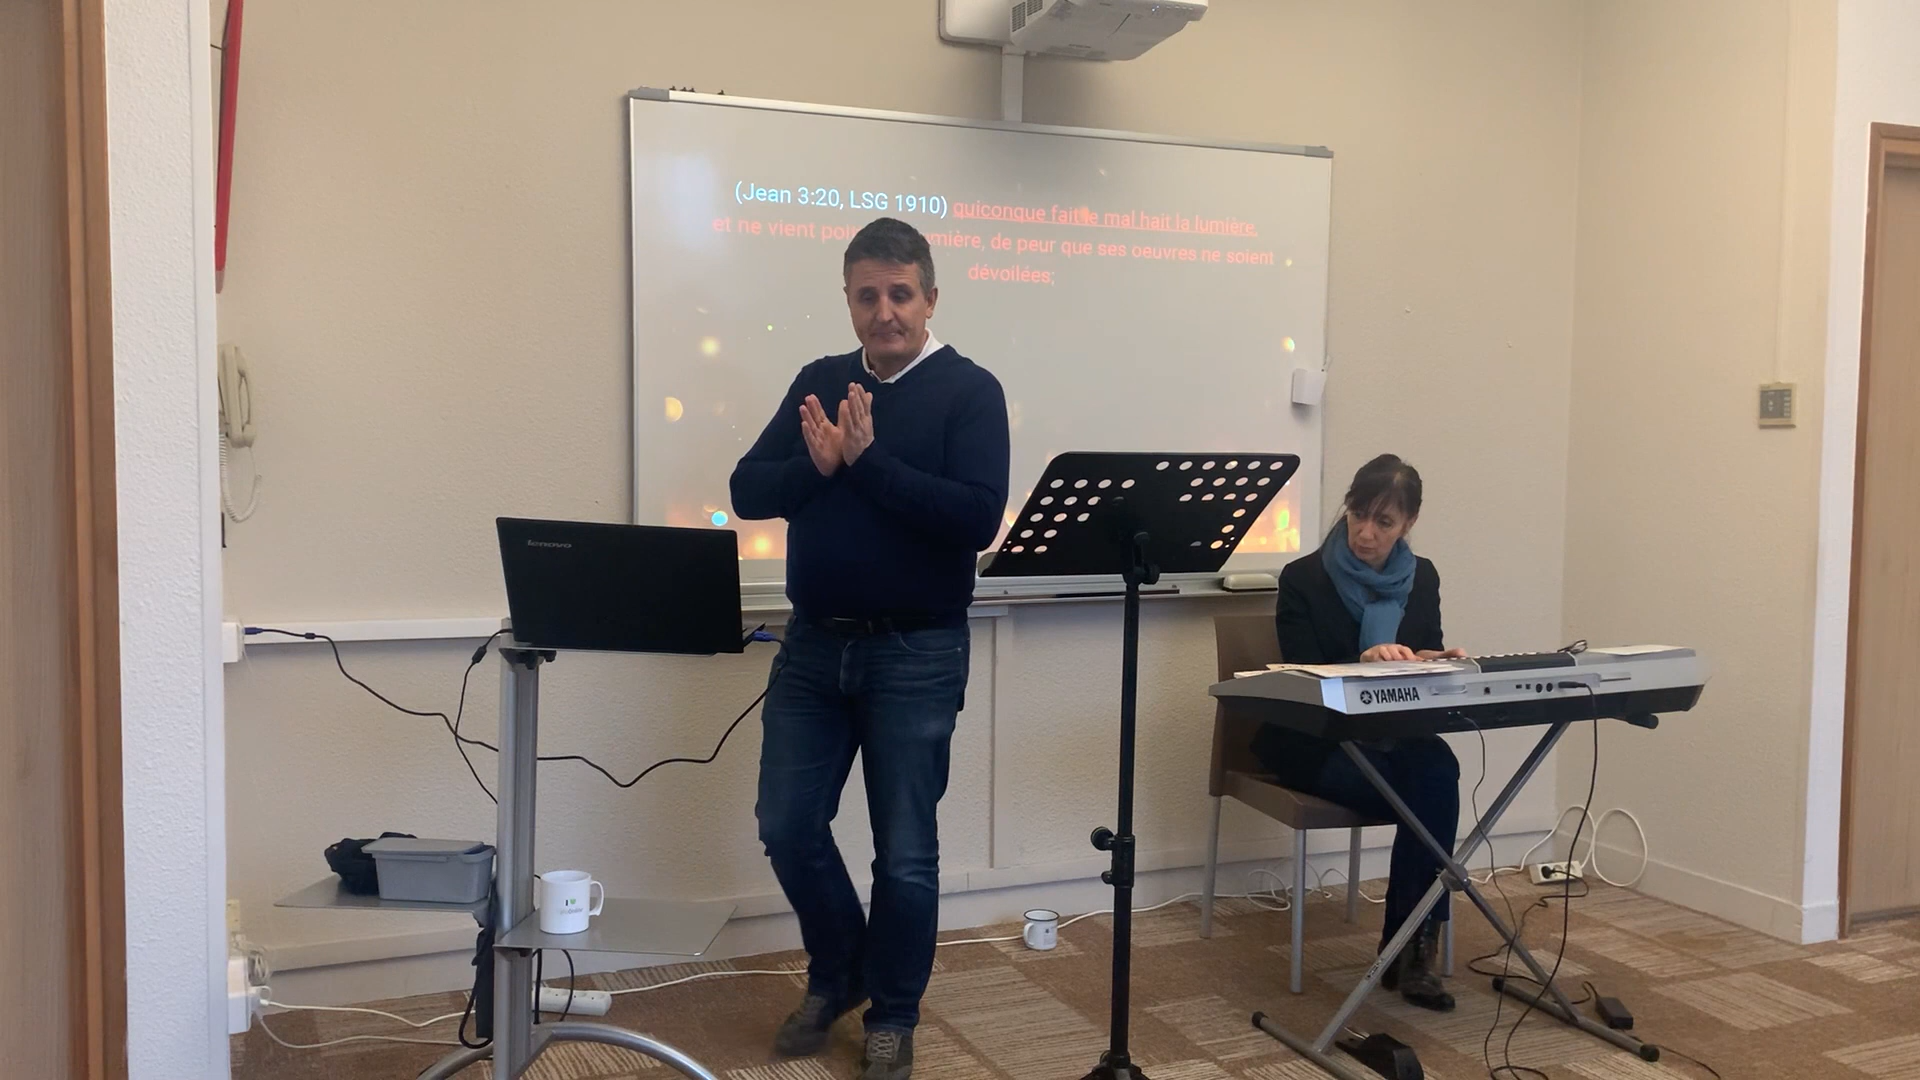 (Jean 3:20, LSG 1910) quiconque fait le mal hait la lumière,
et ne vient mière, de peur que ses oeuvres ne soient
dévoilées;
lenovo
YAMAHA